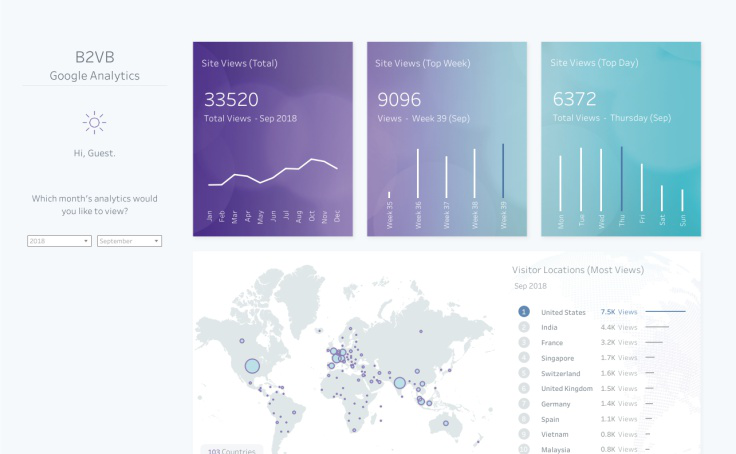 B2VB
Google Analytics
Hi, Guest.
Which month's analytics would
you like to view?
2018
September
Site Views (Total)
33520
Total Views - Sep 2018
Jan
Feb
Mar
Apr
May
Jun
Jul
Aug
Sep
Oct
Nov
Dec
Site Views (Top Week)
9096
Views - Week 39 (Sep)
Week 35
Week 36
Week 37
Week 38
Week 39
Site Views (Top Day)
6372
Total Views - Thursday (Sep)
Mon
Tue
Wed
Thu
Fri
Sat
Sun
Visitor Locations (Most Views)
Sep 2018
1 United States 7.5K Views
2 India 4.4K Views
3 France 3.2K Views
4 Singapore 1.7K Views
5 Switzerland 1.6K Views
6 United Kingdom 1.5K Views
7 Germany 1.4K Views
8 Spain 1.1K Views
9 Vietnam 0.8K Views
10 Malaysia 0.8K Views
103 Countries